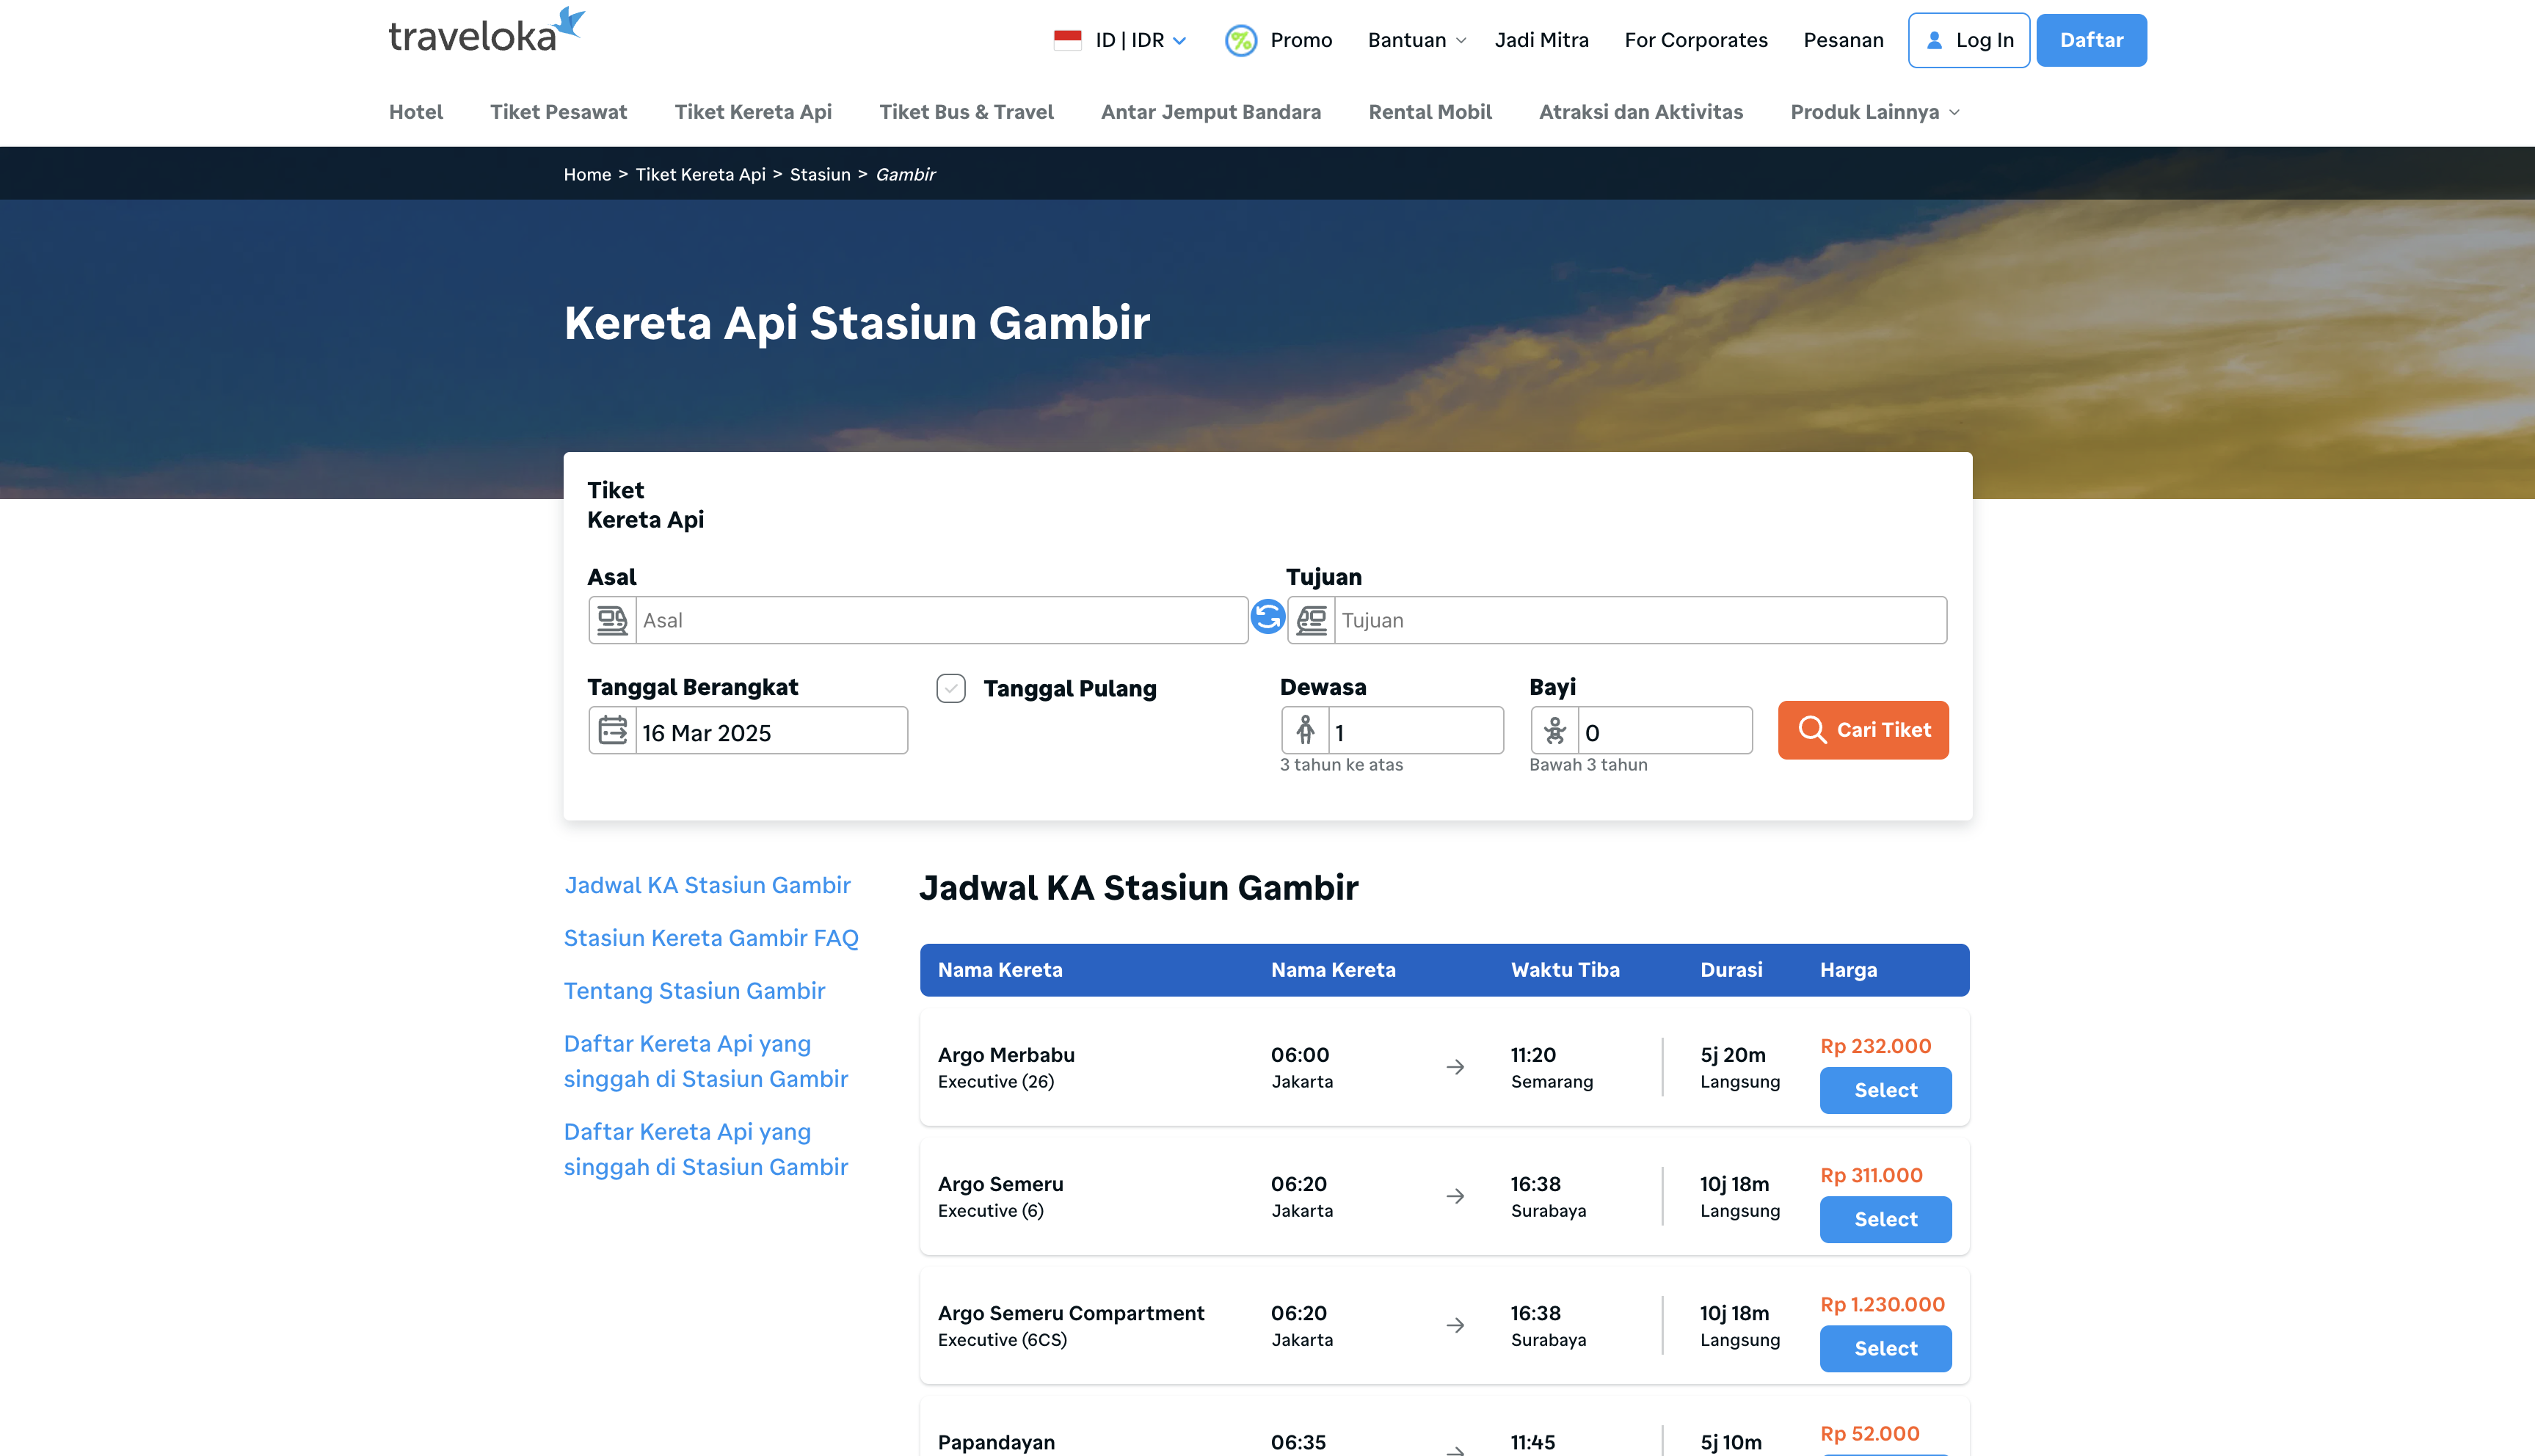 traveloka
ID | IDR
Promo
Bantuan
Jadi Mitra
For Corporates
Pesanan
Log In
Daftar
Hotel
Tiket Pesawat
Tiket Kereta Api
Tiket Bus & Travel
Antar Jemput Bandara
Rental Mobil
Atraksi dan Aktivitas
Produk Lainnya
Home > Tiket Kereta Api > Stasiun > Gambir
Kereta Api Stasiun Gambir
Tiket
Kereta Api
Asal
Asal
Tujuan
Tujuan
Tanggal Berangkat
16 Mar 2025
Tanggal Pulang
Dewasa
1
3 tahun ke atas
Bayi
0
Bawah 3 tahun
Cari Tiket
Jadwal KA Stasiun Gambir
Stasiun Kereta Gambir FAQ
Tentang Stasiun Gambir
Daftar Kereta Api yang
singgah di Stasiun Gambir
Daftar Kereta Api yang
singgah di Stasiun Gambir
Jadwal KA Stasiun Gambir
Nama Kereta Nama Kereta Waktu Tiba Durasi Harga
Argo Merbabu 06:00 11:20 5j 20m Rp 232.000
Executive (26) Jakarta Semarang Langsung Select
Argo Semeru 06:20 16:38 10j 18m Rp 311.000
Executive (6) Jakarta Surabaya Langsung Select
Argo Semeru Compartment 06:20 16:38 10j 18m Rp 1.230.000
Executive (6CS) Jakarta Surabaya Langsung Select
Papandayan 06:35 11:45 5j 10m Rp 52.000